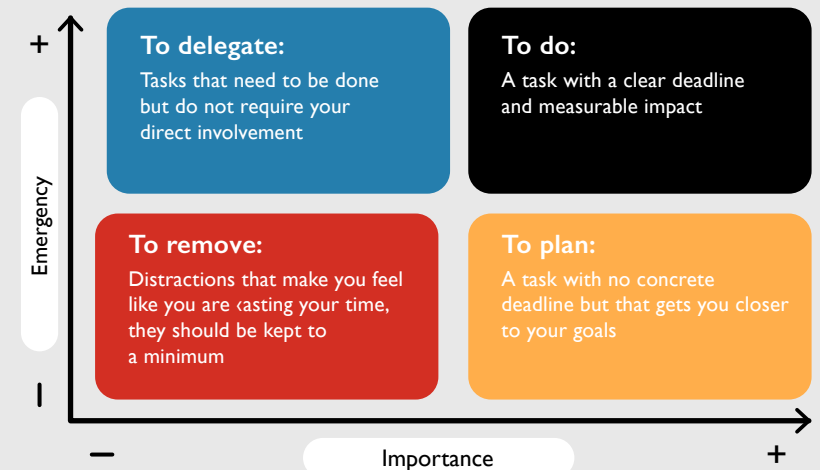 +
Emergency
To delegate:
Tasks that need to be done
but do not require your
direct involvement
To do:
A task with a clear deadline
and measurable impact
To remove:
Distractions that make you feel
like you are ‹asting your time,
they should be kept to
a minimum
To plan:
A task with no concrete
deadline but that gets you closer
to your goals
–
–
Importance
+